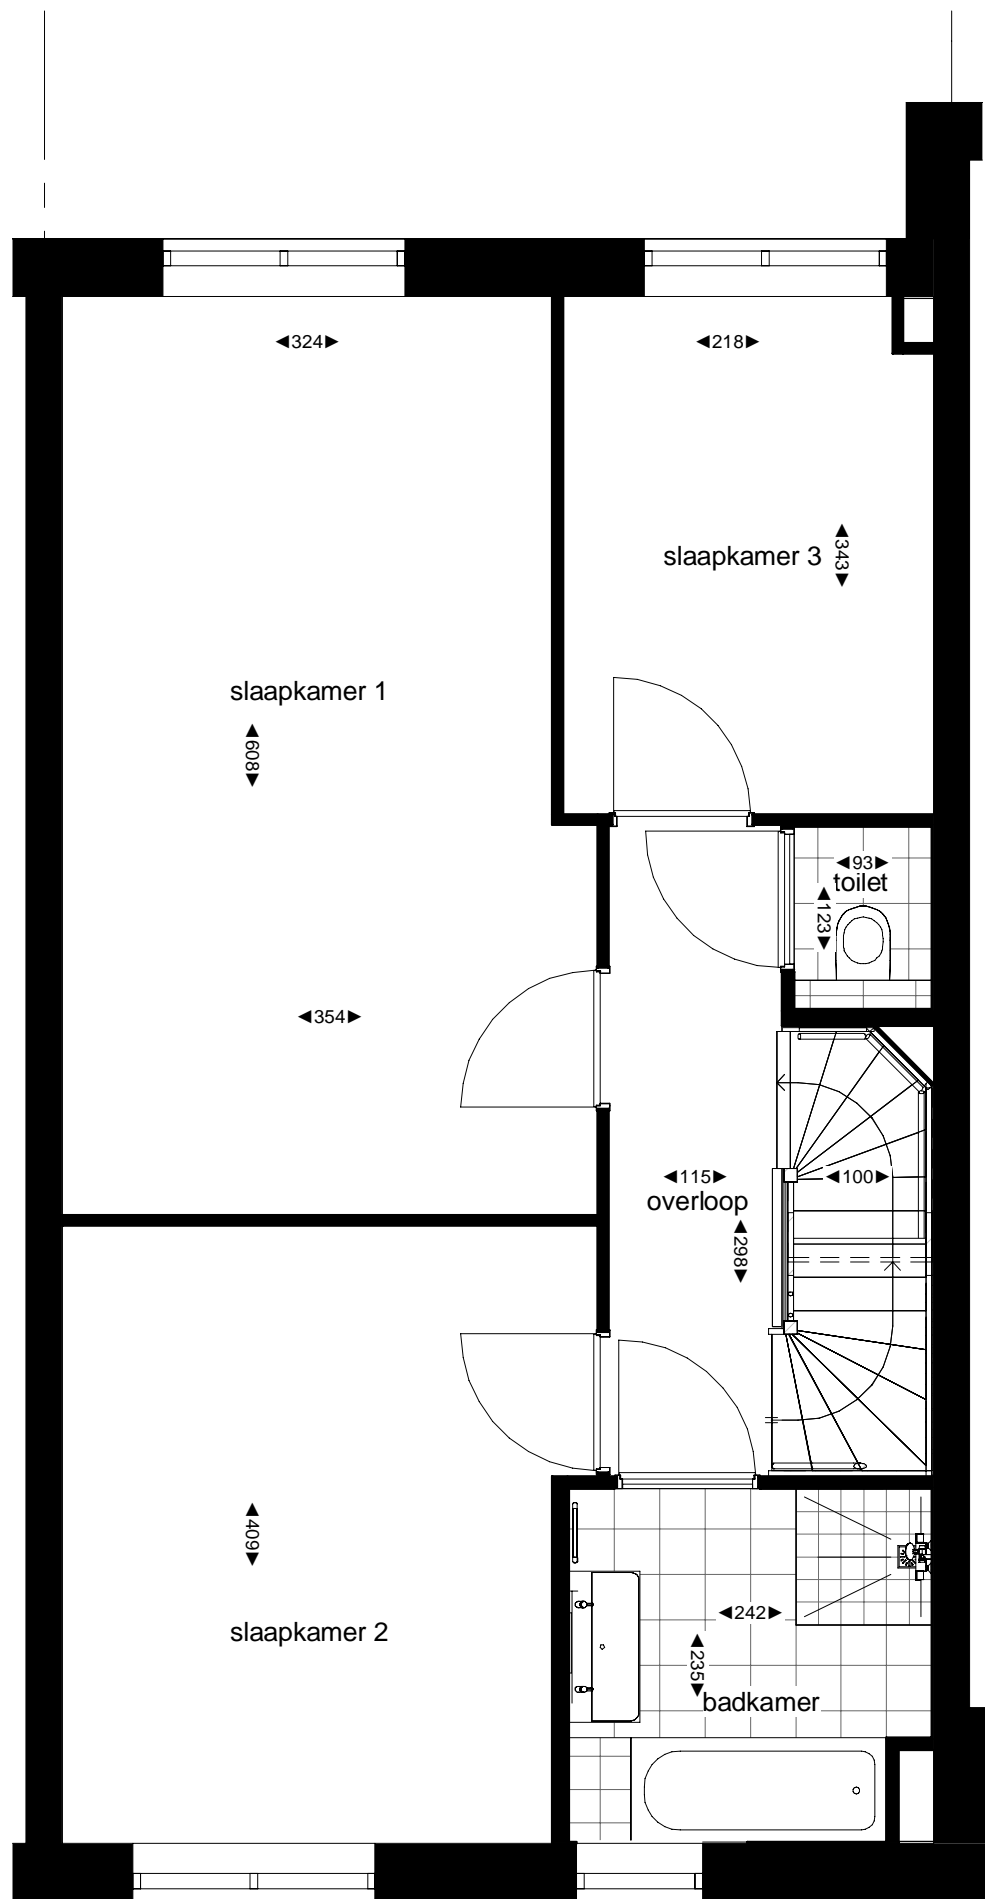 ◄324►
◄218►
slaapkamer 3
◄343►
slaapkamer 1
◄608►
◄93►
toilet
◄123►
◄354►
◄115►
◄100►
overloop
◄298►
◄409►
slaapkamer 2
◄242►
◄235►
badkamer